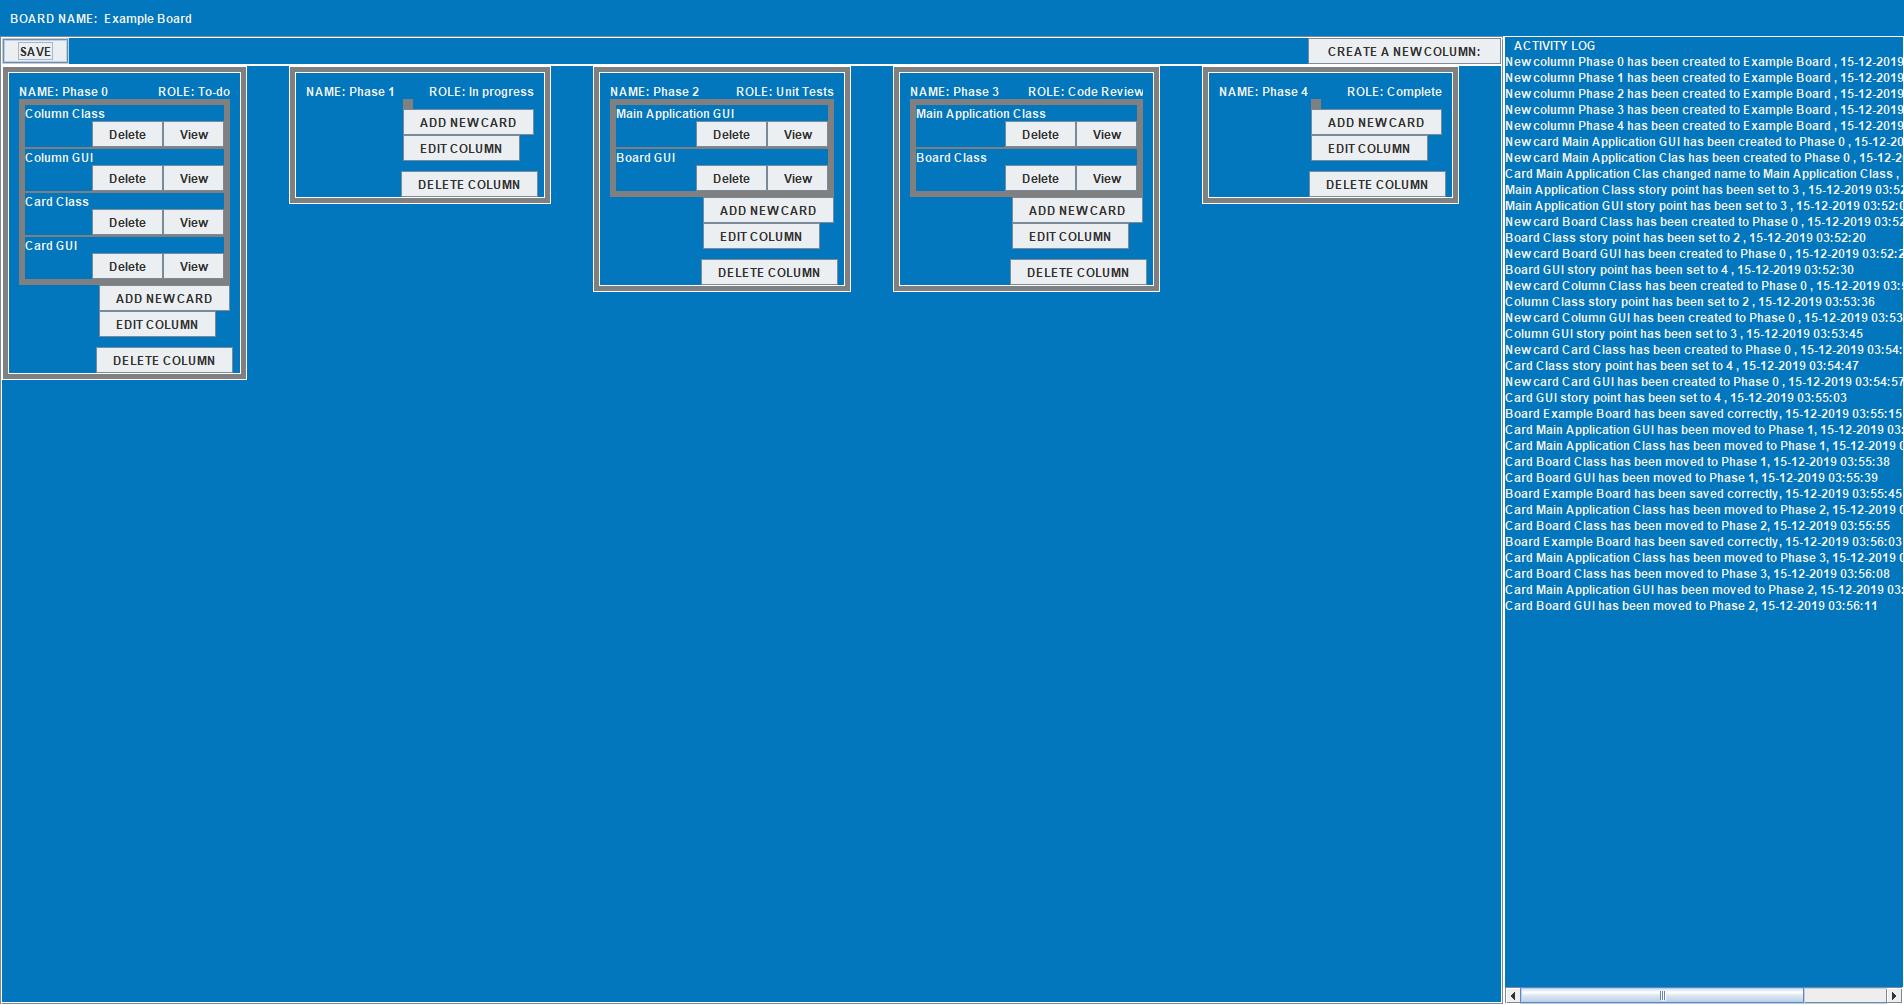 BOARD NAME: Example Board
SAVE
CREATE A NEW COLUMN:
NAME: Phase 0 ROLE: To-do
Column Class
Delete View
Column GUI
Delete View
Card Class
Delete View
Card GUI
Delete View
ADD NEW CARD
EDIT COLUMN
DELETE COLUMN
NAME: Phase 1 ROLE: In progress
ADD NEW CARD
EDIT COLUMN
DELETE COLUMN
NAME: Phase 2 ROLE: Unit Tests
Main Application GUI
Delete View
Board GUI
Delete View
ADD NEW CARD
EDIT COLUMN
DELETE COLUMN
NAME: Phase 3 ROLE: Code Review
Main Application Class
Delete View
Board Class
Delete View
ADD NEW CARD
EDIT COLUMN
DELETE COLUMN
NAME: Phase 4 ROLE: Complete
ADD NEW CARD
EDIT COLUMN
DELETE COLUMN
ACTIVITY LOG
New column Phase 0 has been created to Example Board , 15-12-2019
New column Phase 1 has been created to Example Board , 15-12-2019
New column Phase 2 has been created to Example Board , 15-12-2019
New column Phase 3 has been created to Example Board , 15-12-2019
New column Phase 4 has been created to Example Board , 15-12-2019
New card Main Application GUI has been created to Phase 0 , 15-12-20
New card Main Application Clas has been created to Phase 0 , 15-12-2
Card Main Application Clas changed name to Main Application Class ,
Main Application Class story point has been set to 3 , 15-12-2019 03:52
Main Application GUI story point has been set to 3 , 15-12-2019 03:52:0
New card Board Class has been created to Phase 0 , 15-12-2019 03:52
Board Class story point has been set to 2 , 15-12-2019 03:52:20
New card Board GUI has been created to Phase 0 , 15-12-2019 03:52:2
Board GUI story point has been set to 4 , 15-12-2019 03:52:30
New card Column Class has been created to Phase 0 , 15-12-2019 03:
Column Class story point has been set to 2 , 15-12-2019 03:53:36
New card Column GUI has been created to Phase 0 , 15-12-2019 03:53
Column GUI story point has been set to 3 , 15-12-2019 03:53:45
New card Card Class has been created to Phase 0 , 15-12-2019 03:54:
Card Class story point has been set to 4 , 15-12-2019 03:54:47
New card Card GUI has been created to Phase 0 , 15-12-2019 03:54:57
Card GUI story point has been set to 4 , 15-12-2019 03:55:03
Board Example Board has been saved correctly, 15-12-2019 03:55:15
Card Main Application GUI has been moved to Phase 1, 15-12-2019 03:
Card Main Application Class has been moved to Phase 1, 15-12-2019 0
Card Board Class has been moved to Phase 1, 15-12-2019 03:55:38
Card Board GUI has been moved to Phase 1, 15-12-2019 03:55:39
Board Example Board has been saved correctly, 15-12-2019 03:55:45
Card Main Application Class has been moved to Phase 2, 15-12-2019 0
Card Board Class has been moved to Phase 2, 15-12-2019 03:55:55
Board Example Board has been saved correctly, 15-12-2019 03:56:03
Card Main Application Class has been moved to Phase 3, 15-12-2019 0
Card Board Class has been moved to Phase 3, 15-12-2019 03:56:08
Card Main Application GUI has been moved to Phase 2, 15-12-2019 03:
Card Board GUI has been moved to Phase 2, 15-12-2019 03:56:11